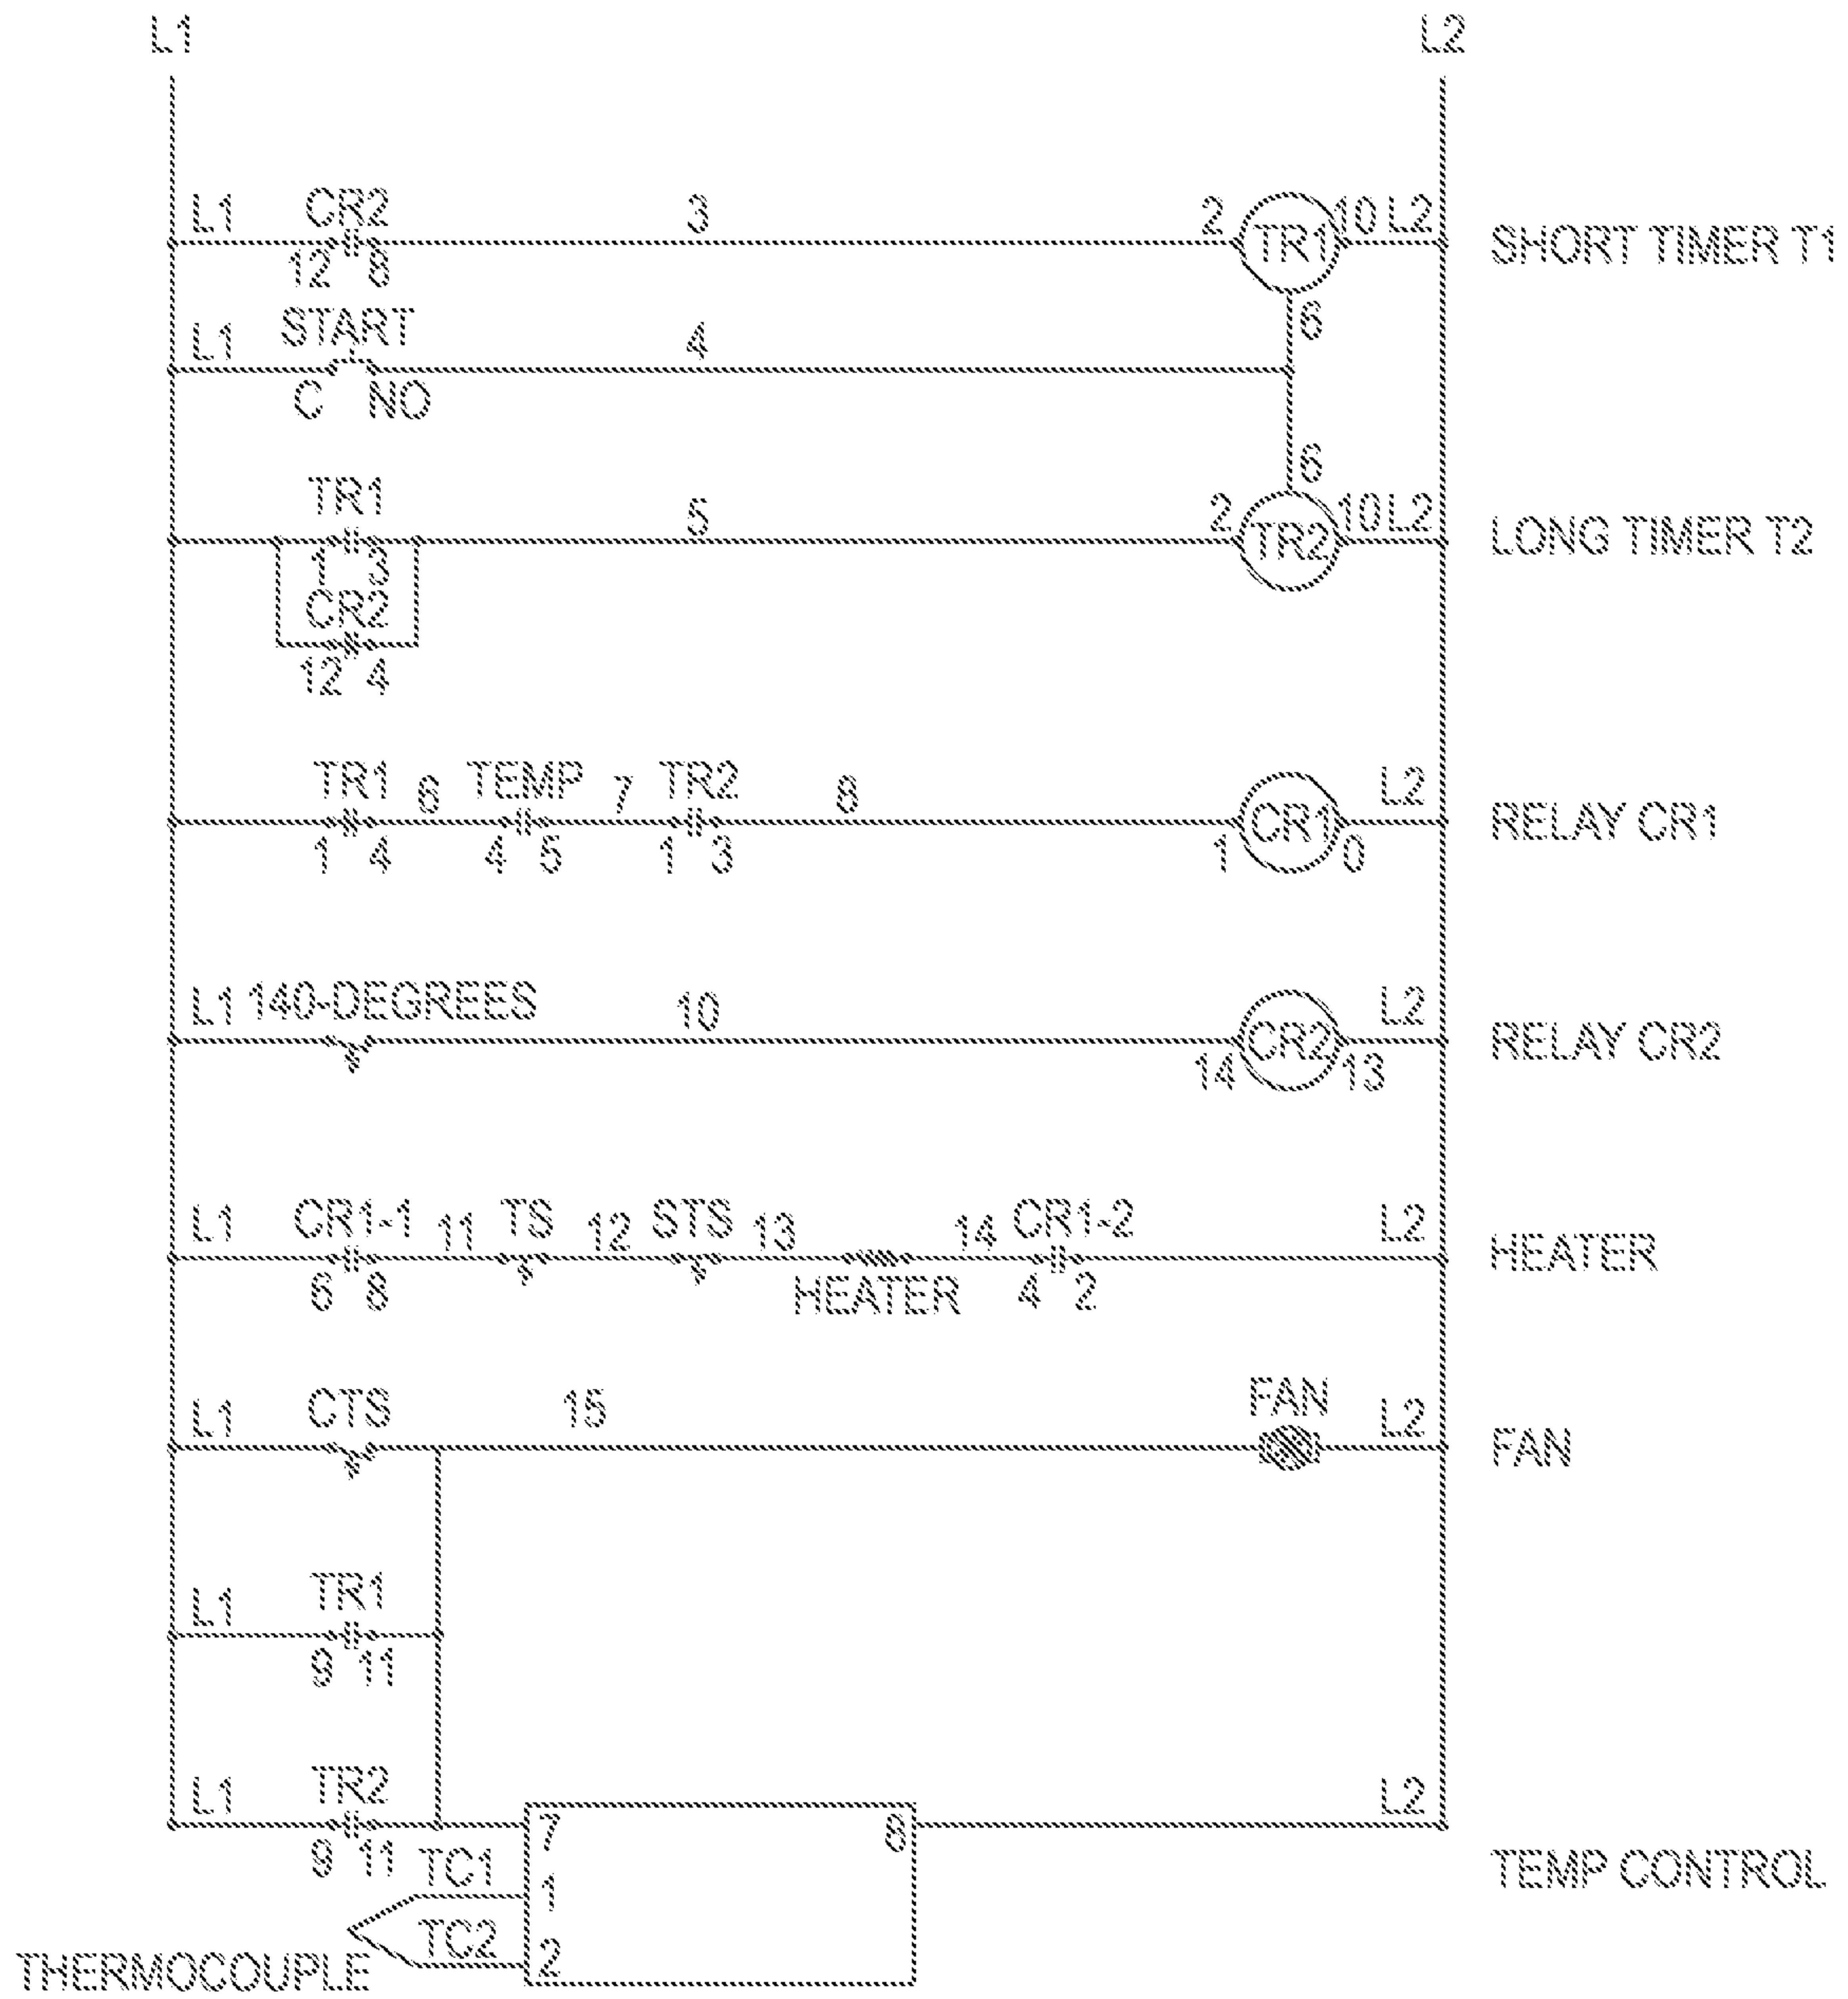 L1 L2
L1 CR2 3 2 TR1 10 L2 SHORT TIMER T1
12 8
L1 START 4 6
C NO
6
TR1 5 2 TR2 10 L2 LONG TIMER T2
1 3
CR2
12 4
TR1 6 TEMP 7 TR2 8 CR1 L2 RELAY CR1
1 4 4 5 1 3 1 0
L1 140-DEGREES 10 CR2 L2 RELAY CR2
14 13
L1 CR1-1 11 TS 12 STS 13 14 CR1-2 L2 HEATER
6 8 HEATER 4 2
L1 CTS 15 FAN L2 FAN
L1 TR1
9 11
L1 TR2 7 8 L2
9 11 TC1 1 TEMP CONTROL
TC2 2
THERMOCOUPLE